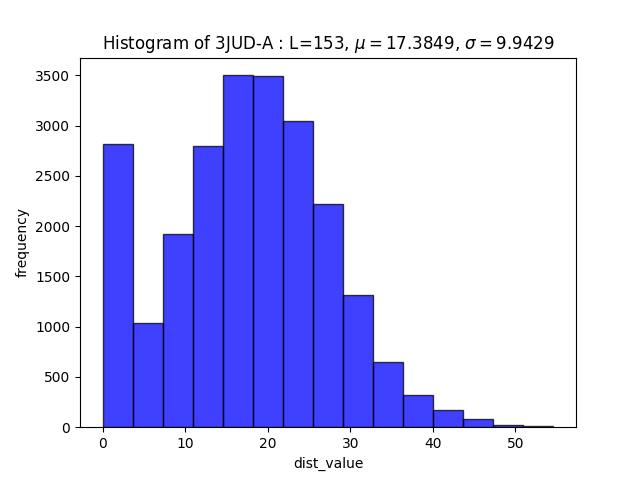 Histogram of 3JUD-A : L=153, μ = 17.3849, σ = 9.9429
3500
3000
2500
2000
1500
1000
500
0
frequency
0 10 20 30 40 50
dist_value